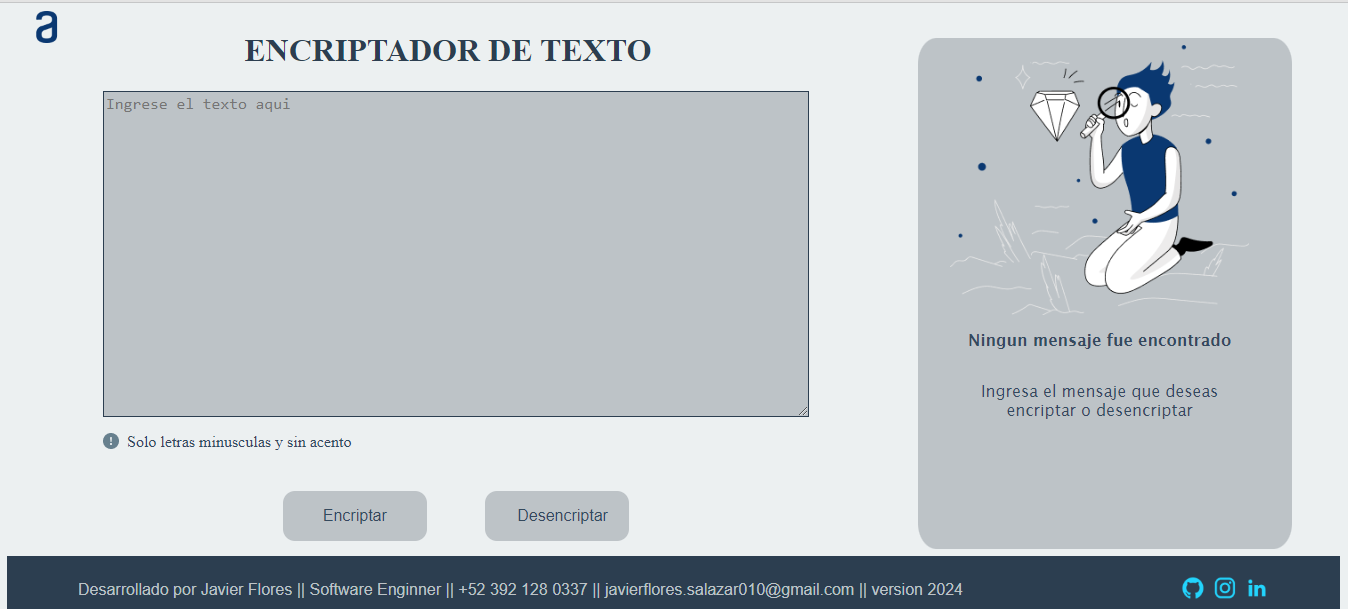 a
ENCRIPTADOR DE TEXTO
Ingrese el texto aqui
Solo letras minusculas y sin acento
Encriptar
Desencriptar
Ningun mensaje fue encontrado
Ingresa el mensaje que deseas
encriptar o desencriptar
Desarrollado por Javier Flores || Software Enginner || +52 392 128 0337 || javierflores.salazar010@gmail.com || version 2024
in